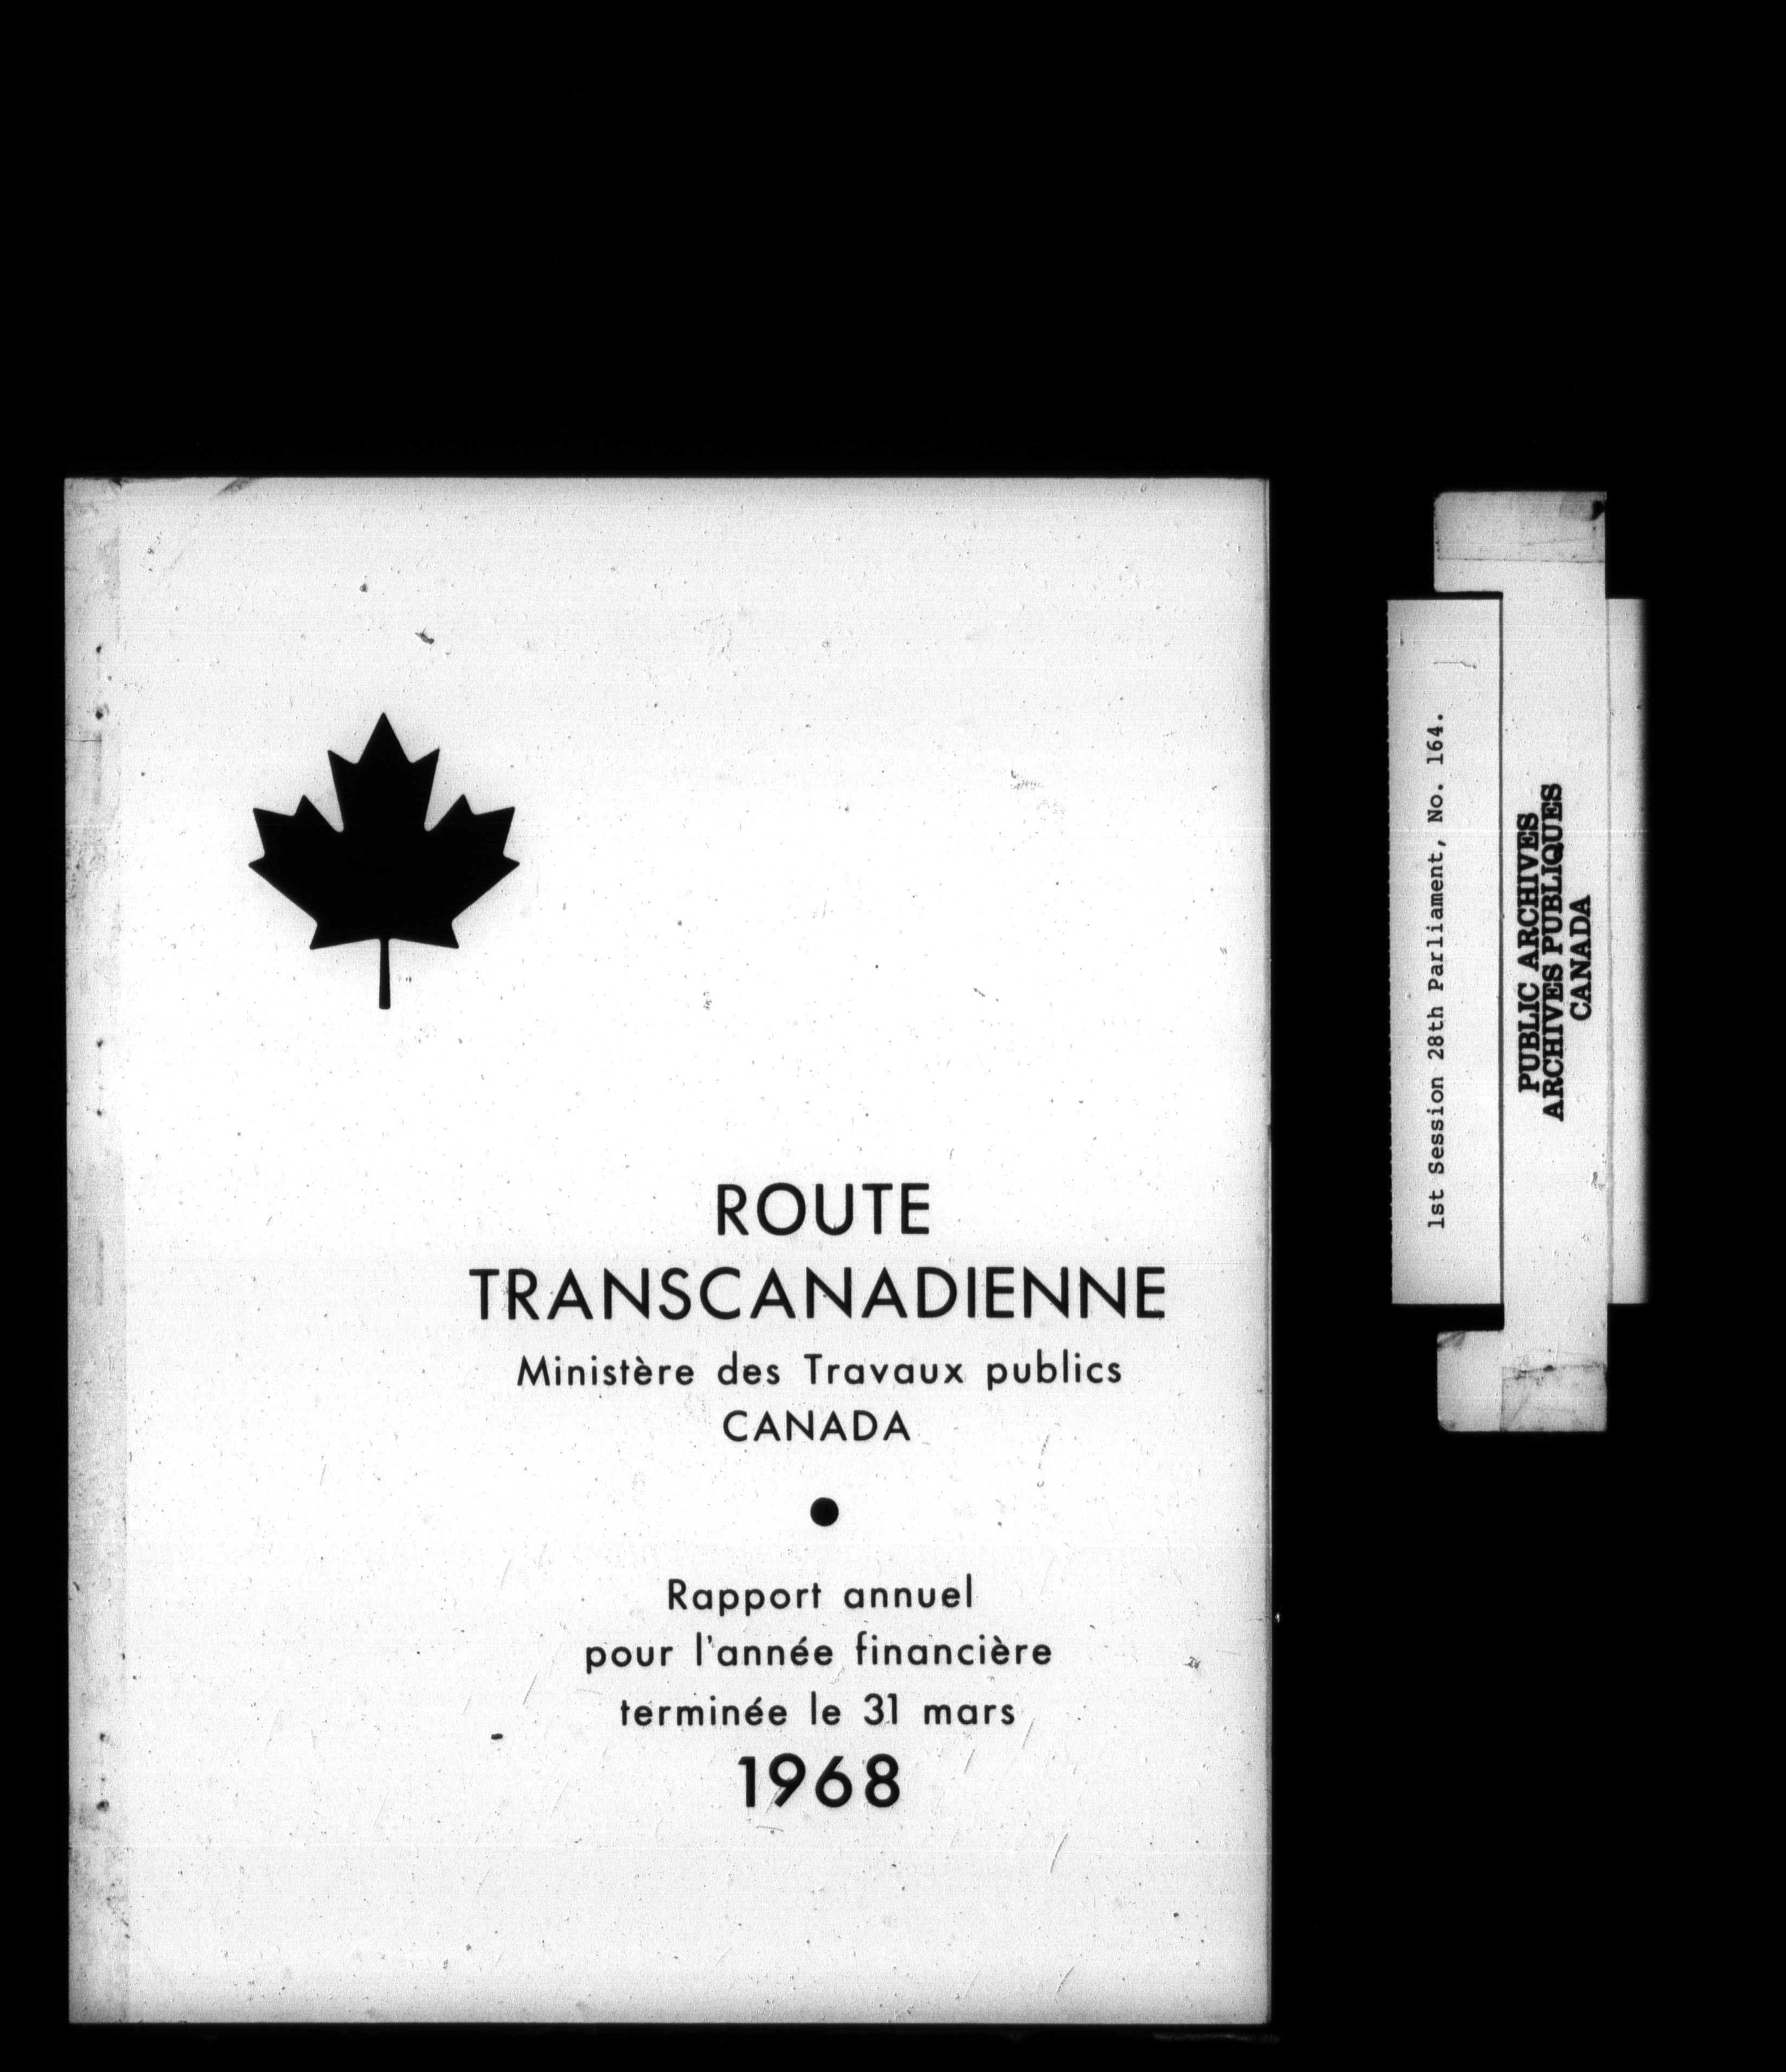 ROUTE
TRANSCANADIENNE
Ministère des Travaux publics
CANADA
Rapport annuel
pour l'année financière
terminée le 31 mars
1968
1st Session 28th Parliament, No. 164.
PUBLIC ARCHIVES
ARCHIVES PUBLIQUES
CANADA